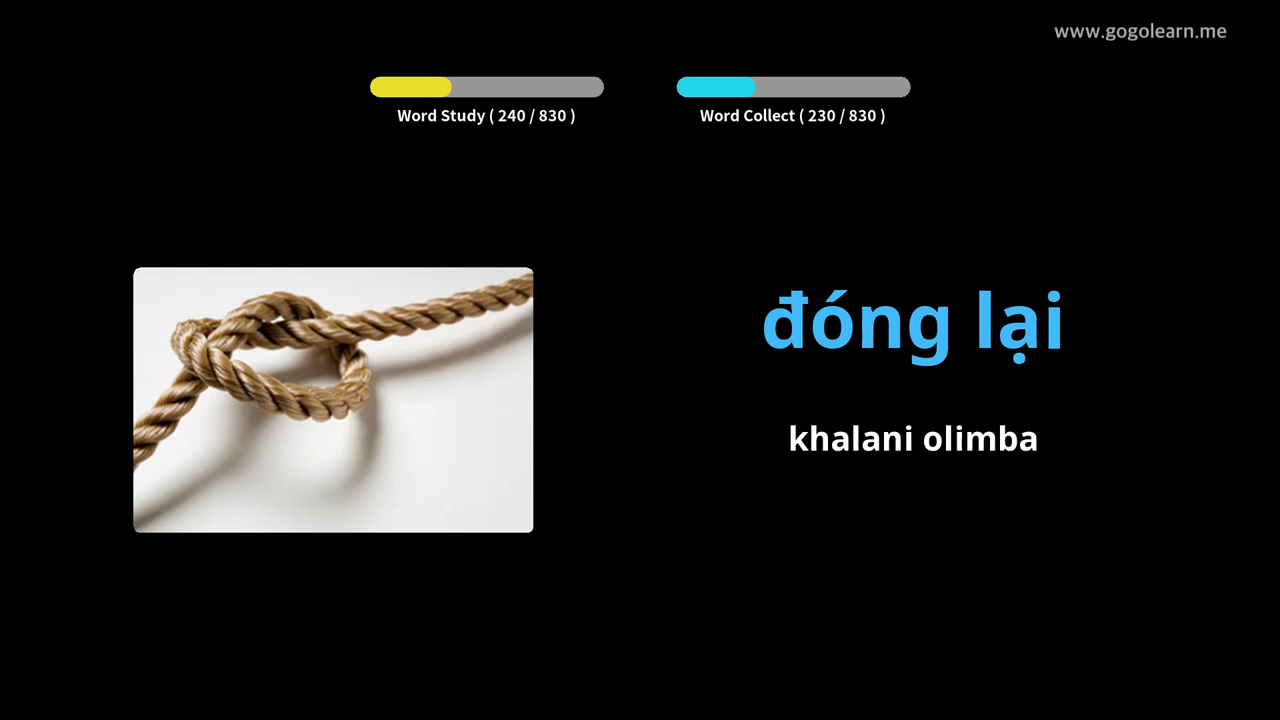 www.gogolearn.me
Word Study ( 240 / 830 )
Word Collect ( 230 / 830 )
đóng lại
khalani olimba